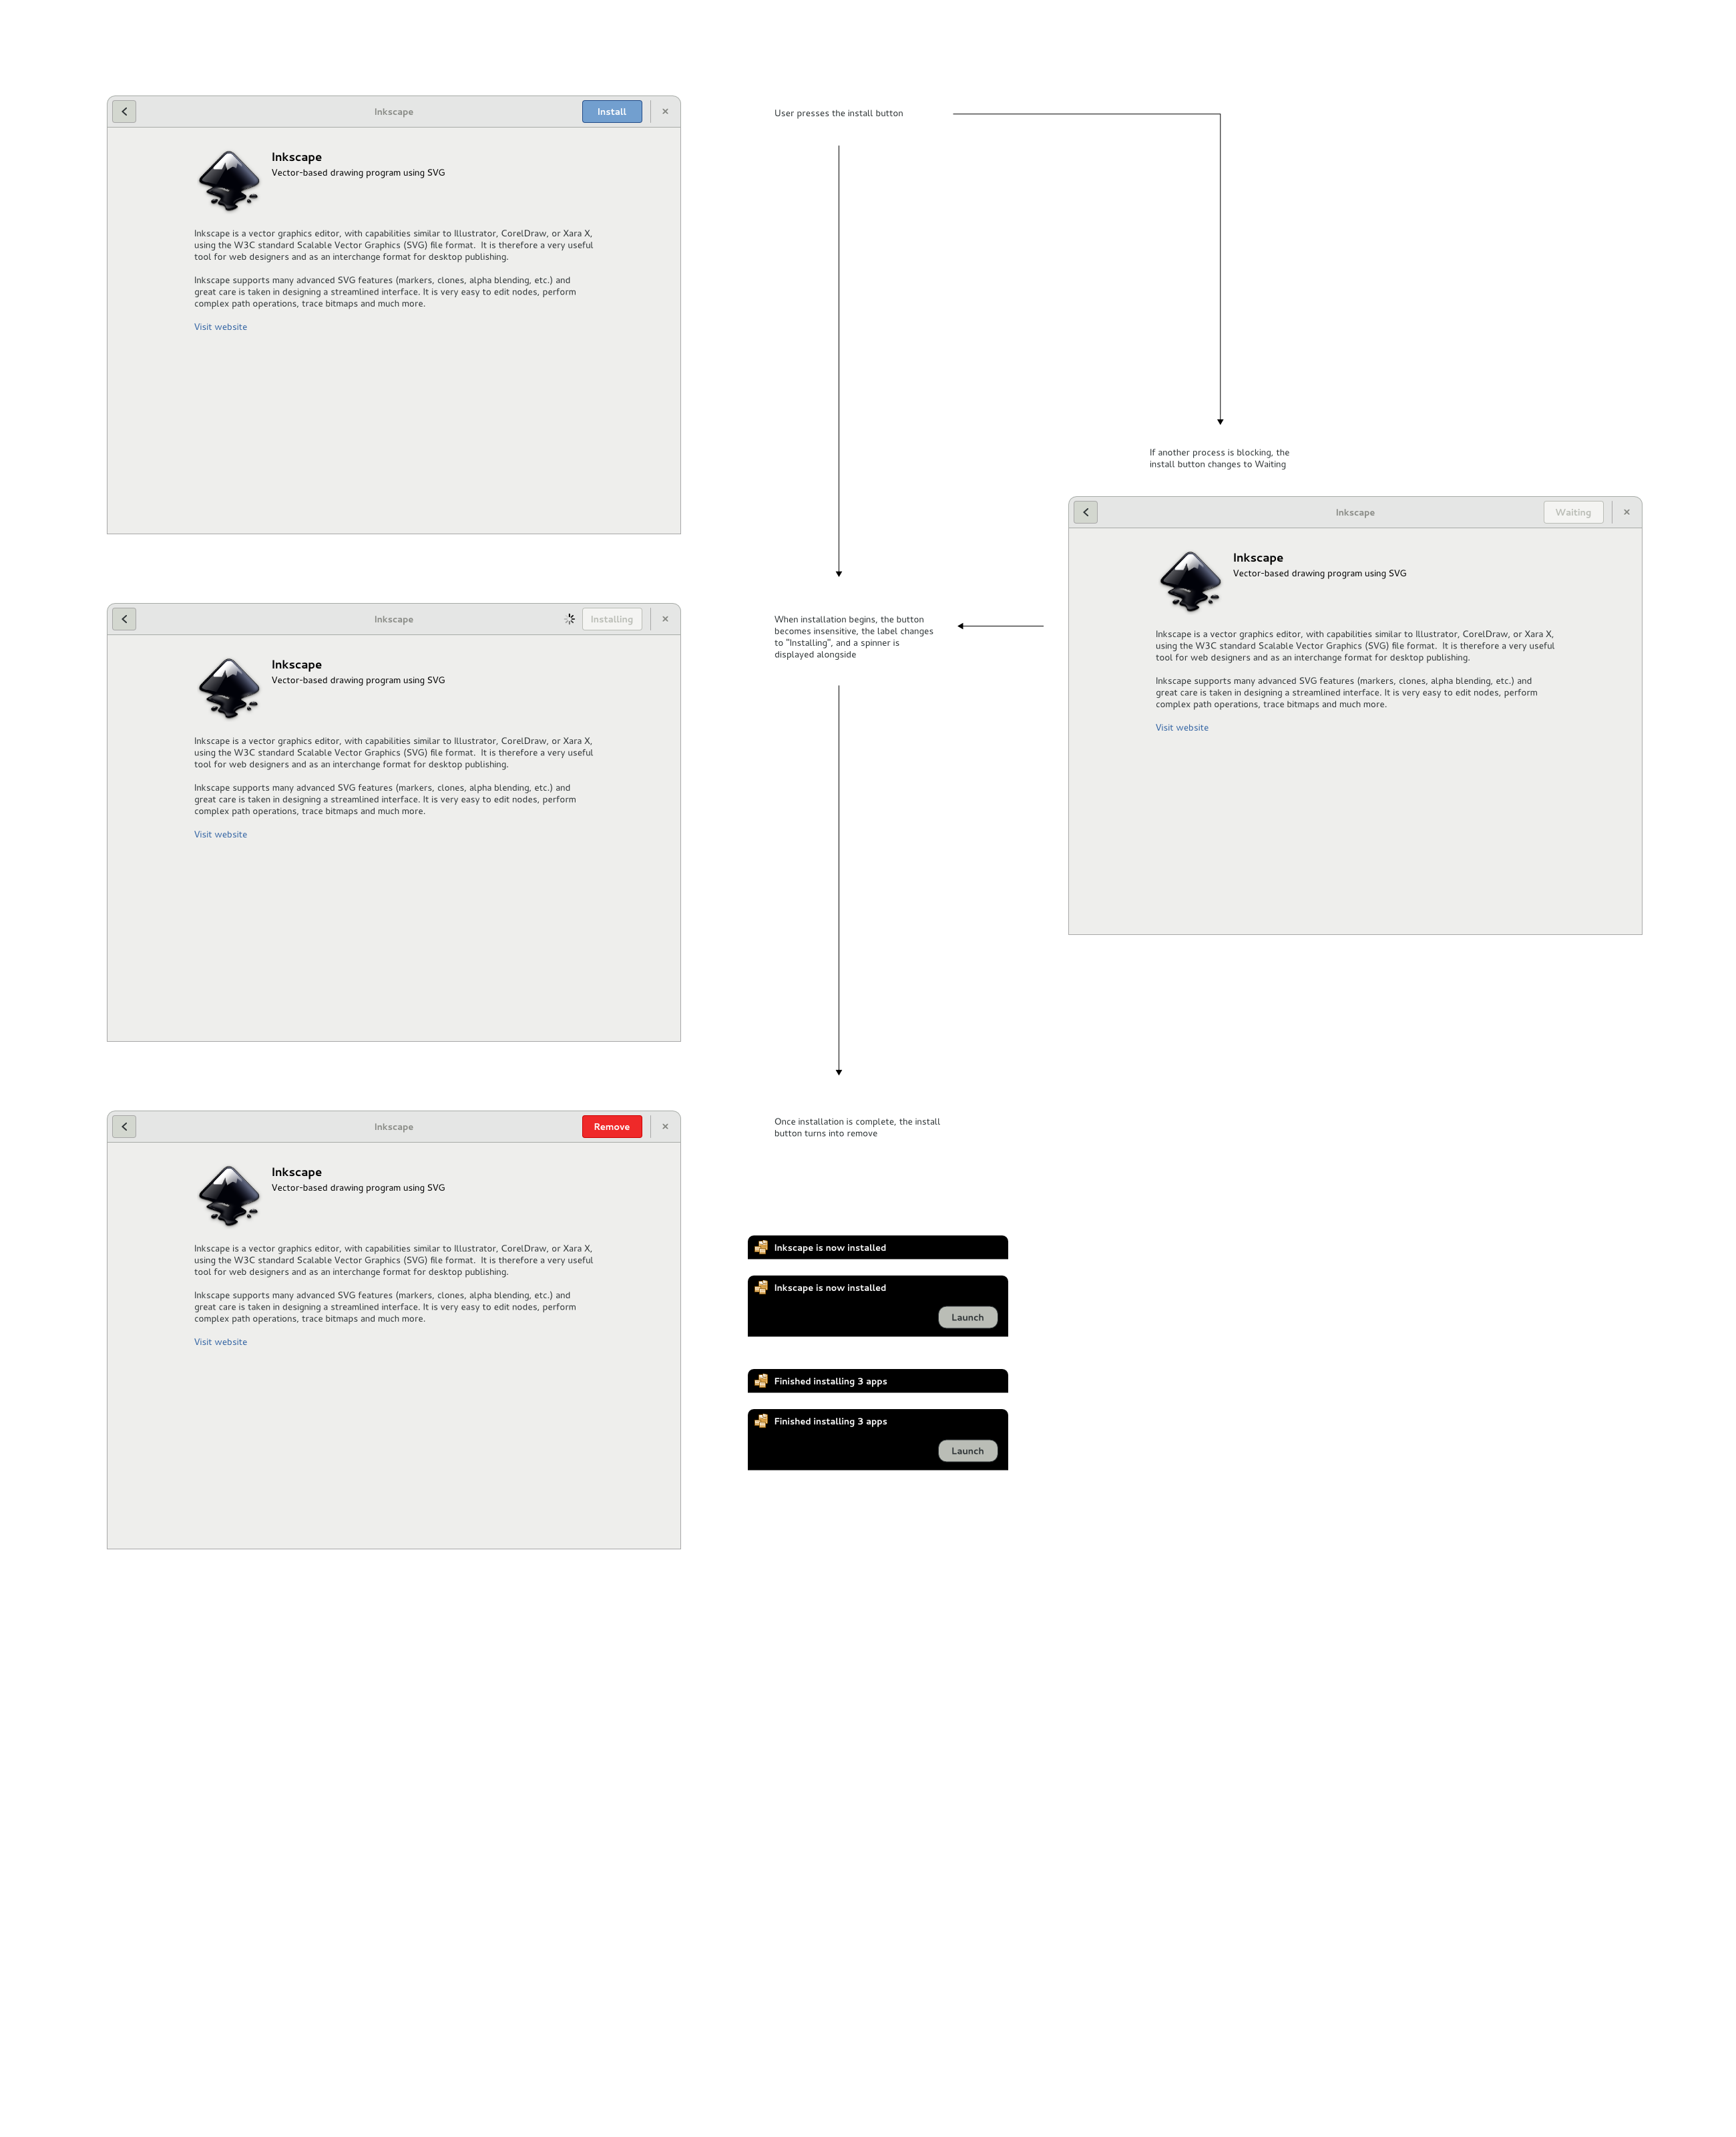 Inkscape
Install
Inkscape
Vector-based drawing program using SVG
Inkscape is a vector graphics editor, with capabilities similar to Illustrator, CorelDraw, or Xara X,
using the W3C standard Scalable Vector Graphics (SVG) file format.  It is therefore a very useful
tool for web designers and as an interchange format for desktop publishing.
Inkscape supports many advanced SVG features (markers, clones, alpha blending, etc.) and
great care is taken in designing a streamlined interface. It is very easy to edit nodes, perform
complex path operations, trace bitmaps and much more.
Visit website
User presses the install button
If another process is blocking, the
install button changes to Waiting
Inkscape
Waiting
Inkscape
Vector-based drawing program using SVG
Inkscape is a vector graphics editor, with capabilities similar to Illustrator, CorelDraw, or Xara X,
using the W3C standard Scalable Vector Graphics (SVG) file format.  It is therefore a very useful
tool for web designers and as an interchange format for desktop publishing.
Inkscape supports many advanced SVG features (markers, clones, alpha blending, etc.) and
great care is taken in designing a streamlined interface. It is very easy to edit nodes, perform
complex path operations, trace bitmaps and much more.
Visit website
Inkscape
Installing
Inkscape
Vector-based drawing program using SVG
Inkscape is a vector graphics editor, with capabilities similar to Illustrator, CorelDraw, or Xara X,
using the W3C standard Scalable Vector Graphics (SVG) file format.  It is therefore a very useful
tool for web designers and as an interchange format for desktop publishing.
Inkscape supports many advanced SVG features (markers, clones, alpha blending, etc.) and
great care is taken in designing a streamlined interface. It is very easy to edit nodes, perform
complex path operations, trace bitmaps and much more.
Visit website
When installation begins, the button
becomes insensitive, the label changes
to "Installing", and a spinner is
displayed alongside
Inkscape
Remove
Inkscape
Vector-based drawing program using SVG
Inkscape is a vector graphics editor, with capabilities similar to Illustrator, CorelDraw, or Xara X,
using the W3C standard Scalable Vector Graphics (SVG) file format.  It is therefore a very useful
tool for web designers and as an interchange format for desktop publishing.
Inkscape supports many advanced SVG features (markers, clones, alpha blending, etc.) and
great care is taken in designing a streamlined interface. It is very easy to edit nodes, perform
complex path operations, trace bitmaps and much more.
Visit website
Once installation is complete, the install
button turns into remove
Inkscape is now installed
Inkscape is now installed
Launch
Finished installing 3 apps
Finished installing 3 apps
Launch